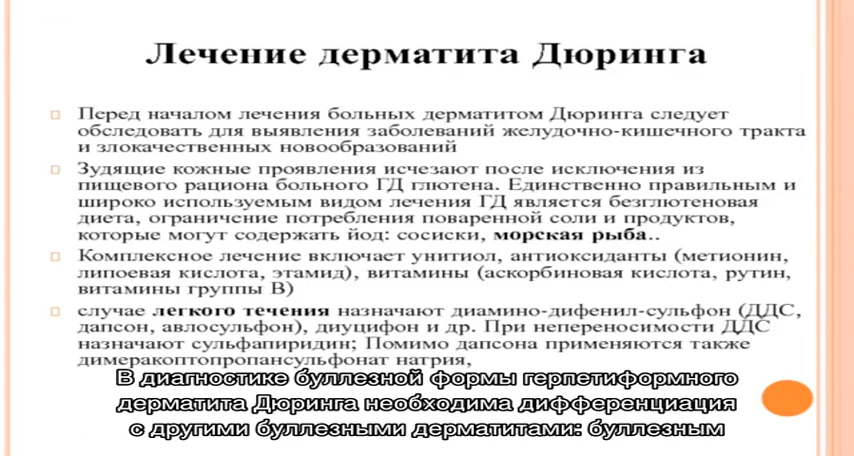 Лечение дерматита Дюринга
Перед началом лечения больных дерматитом Дюринга следует
обследовать для выявления заболеваний желудочно-кишечного тракта
и злокачественных новообразований
Зудящие кожные проявления исчезают после исключения из
пищевого рациона больного ГД глютена. Единственно правильным и
широко используемым видом лечения ГД является безглютеновая
диета, ограничение потребления поваренной соли и продуктов,
которые могут содержать йод: сосиски, морская рыба..
Комплексное лечение включает унитиол, антиоксиданты (метионин,
липоевая кислота, этамид), витамины (аскорбиновая кислота, рутин,
витамины группы В)
случае легкого течения назначают диамино-дифенил-сульфон (ДДС,
дапсон, авлосульфон), диуцифон и др. При непереносимости ДДС
назначают сульфапиридин; Помимо дапсона применяются также
димеракоптопропансульфонат натрия,
В диагностике буллезной формы герпетиформного
дерматита Дюринга необходима дифференциация
с другими буллезными дерматитами: буллезным